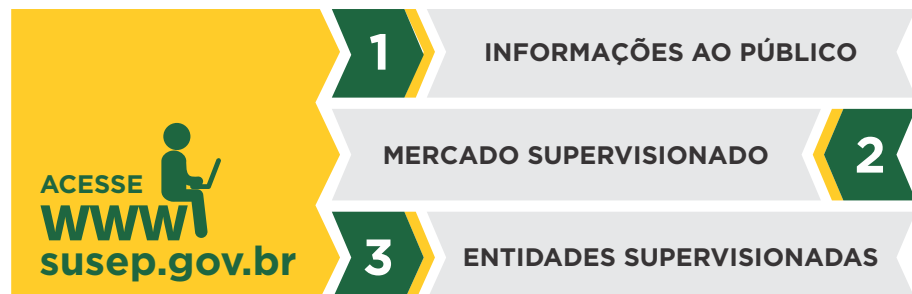 ACESSE
WWW
susep.gov.br
1
INFORMAÇÕES AO PÚBLICO
MERCADO SUPERVISIONADO
2
3
ENTIDADES SUPERVISIONADAS